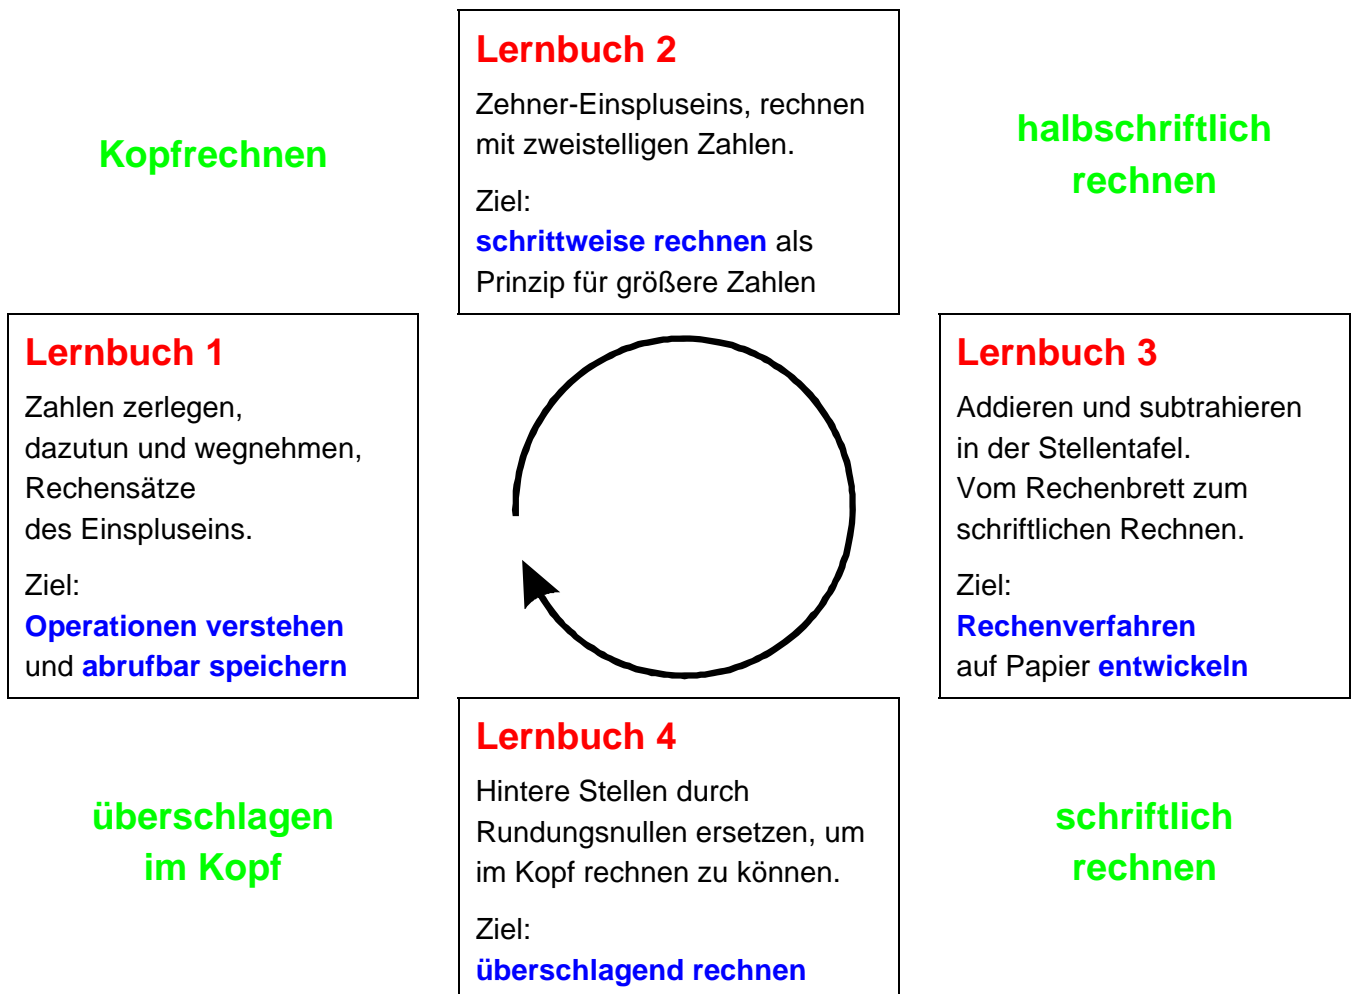 Lernbuch 2
Zehner-Einspluseins, rechnen
mit zweistelligen Zahlen.
Ziel:
schrittweise rechnen als
Prinzip für größere Zahlen
Kopfrechnen
halbschriftlich
rechnen
Lernbuch 1
Zahlen zerlegen,
dazutun und wegnehmen,
Rechensätze
des Einspluseins.
Ziel:
Operationen verstehen
und abrufbar speichern
Lernbuch 3
Addieren und subtrahieren
in der Stellentafel.
Vom Rechenbrett zum
schriftlichen Rechnen.
Ziel:
Rechenverfahren
auf Papier entwickeln
Lernbuch 4
Hintere Stellen durch
Rundungsnullen ersetzen, um
im Kopf rechnen zu können.
Ziel:
überschlagend rechnen
überschlagen
im Kopf
schriftlich
rechnen